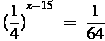 (1/4)^{x-15} = 1/64